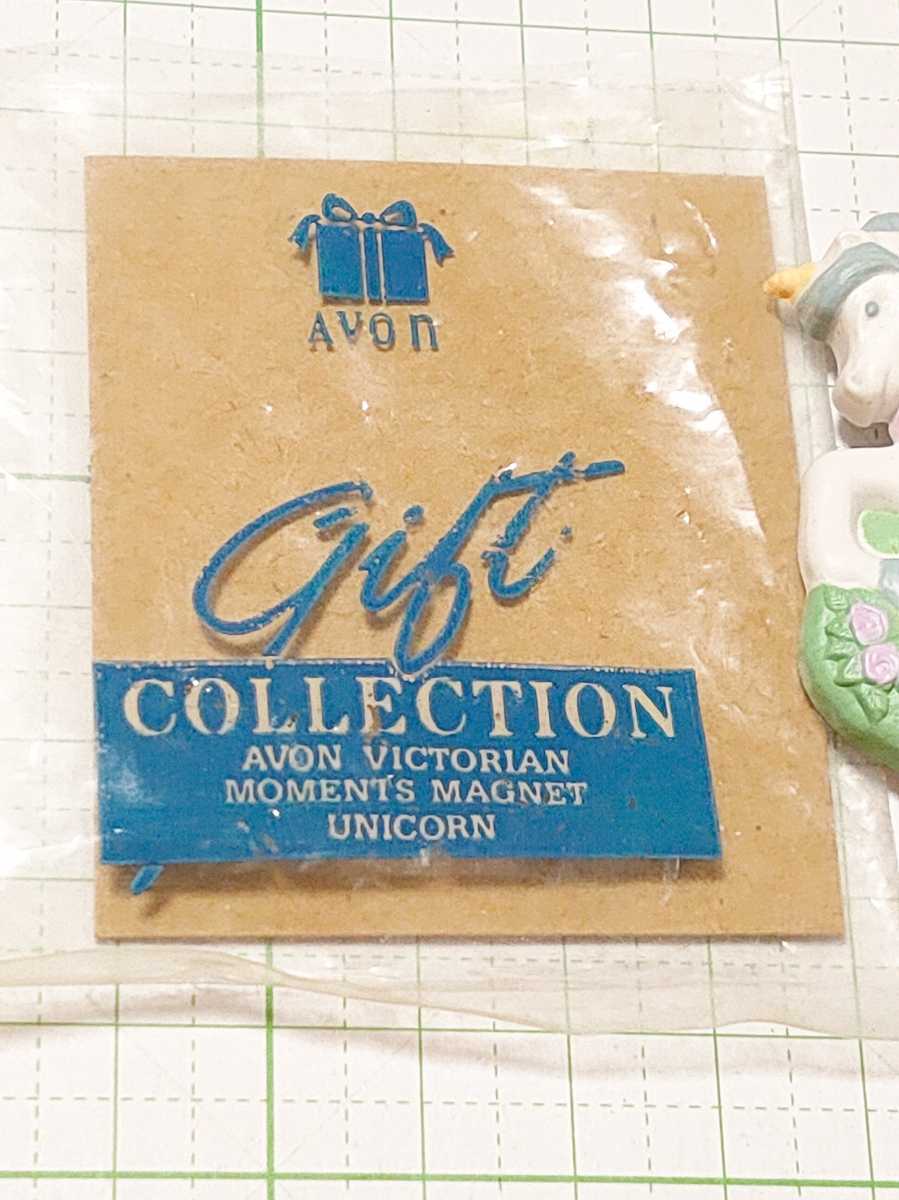 AVON
Gift
COLLECTION
AVON VICTORIAN
MOMENTS MAGNET
UNICORN